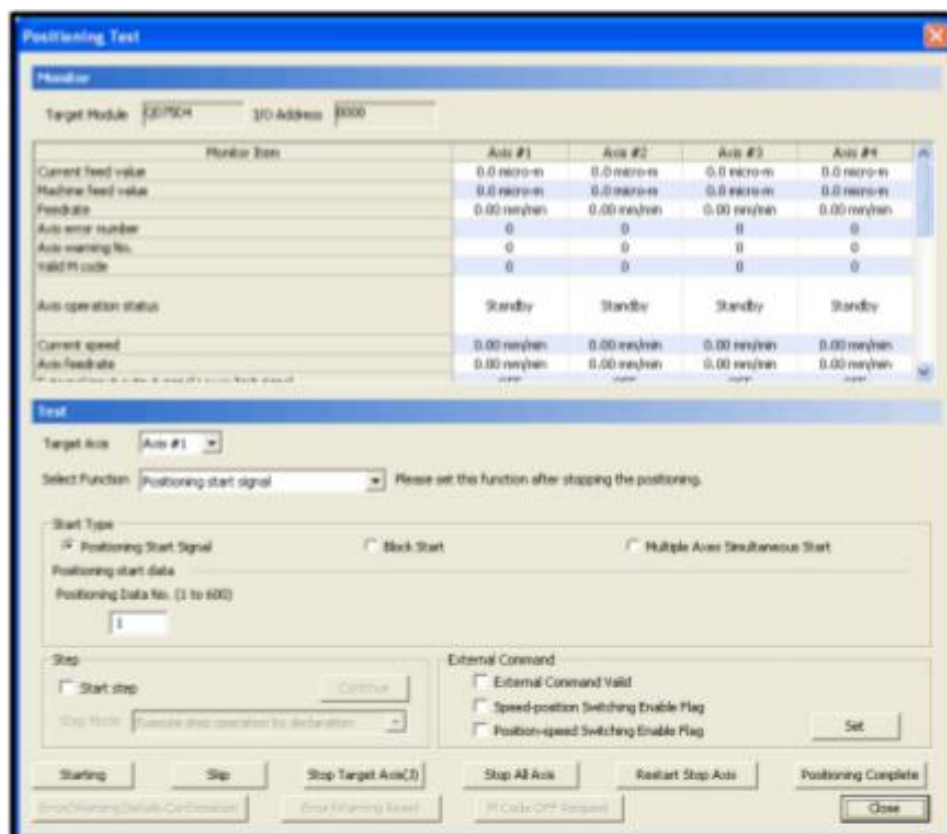 Positioning Test
Monitor
Target Module QD75D4 I/O Address 0000
Monitor Item Axis #1 Axis #2 Axis #3 Axis #4
Current feed value 0.0 micro-m 0.0 micro-m 0.0 micro-m 0.0 micro-m
Machine feed value 0.0 micro-m 0.0 micro-m 0.0 micro-m 0.0 micro-m
Feedrate 0.00 mm/min 0.00 mm/min 0.00 mm/min 0.00 mm/min
Axis error number 0 0 0 0
Axis warning No. 0 0 0 0
Valid M code 0 0 0 0
Axis operation status Standby Standby Standby Standby
Current speed 0.00 mm/min 0.00 mm/min 0.00 mm/min 0.00 mm/min
Axis feedrate 0.00 mm/min 0.00 mm/min 0.00 mm/min 0.00 mm/min
Test
Target Axis Axis #1
Select Function Positioning start signal Please set this function after stopping the positioning.
Start Type
Positioning Start Signal Block Start Multiple Axes Simultaneous Start
Positioning start data
Positioning Data No. (1 to 600)
1
Step External Command
Start step Continue External Command Valid
Speed-position Switching Enable Flag
Step Mode Execute step operation by declaration Position-speed Switching Enable Flag Set
Starting Skip Stop Target Axis(J) Stop All Axis Restart Stop Axis Positioning Complete
Error/Warning Details Confirmation Error/Warning Reset M Code OFF Request Close